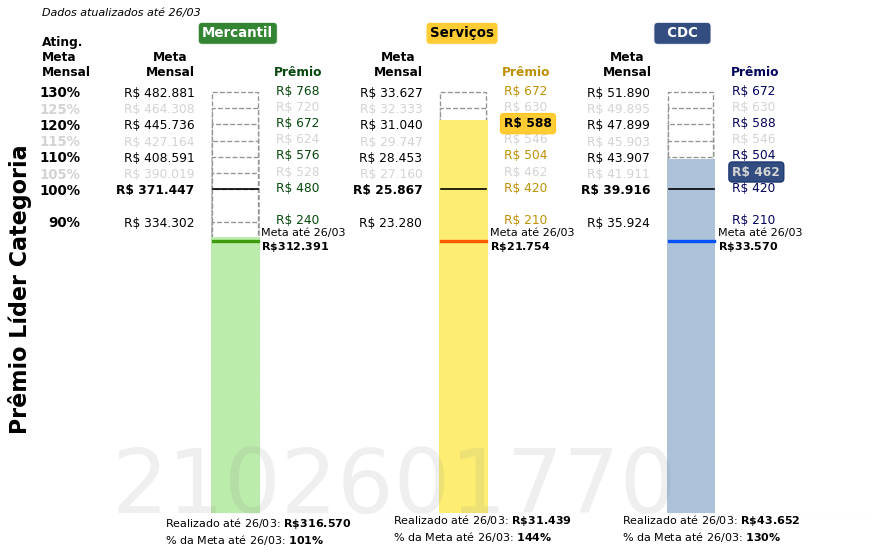 Dados atualizados até 26/03
Mercantil Serviços CDC
Ating. Meta Mensal Meta Mensal Prêmio Meta Mensal Prêmio Meta Mensal Prêmio
130% R$ 482.881 R$ 768 R$ 33.627 R$ 672 R$ 51.890 R$ 672
125% R$ 464.308 R$ 720 R$ 32.333 R$ 630 R$ 49.895 R$ 630
120% R$ 445.736 R$ 672 R$ 31.040 R$ 588 R$ 47.899 R$ 588
115% R$ 427.164 R$ 624 R$ 29.747 R$ 546 R$ 45.903 R$ 546
110% R$ 408.591 R$ 576 R$ 28.453 R$ 504 R$ 43.907 R$ 504
105% R$ 390.019 R$ 528 R$ 27.160 R$ 462 R$ 41.911 R$ 462
100% R$ 371.447 R$ 480 R$ 25.867 R$ 420 R$ 39.916 R$ 420
90% R$ 334.302 R$ 240 R$ 23.280 R$ 210 R$ 35.924 R$ 210
Meta até 26/03 Meta até 26/03 Meta até 26/03
R$312.391 R$21.754 R$33.570
Prêmio Líder Categoria
2102601770
Realizado até 26/03: R$316.570 Realizado até 26/03: R$31.439 Realizado até 26/03: R$43.652
% da Meta até 26/03: 101% % da Meta até 26/03: 144% % da Meta até 26/03: 130%